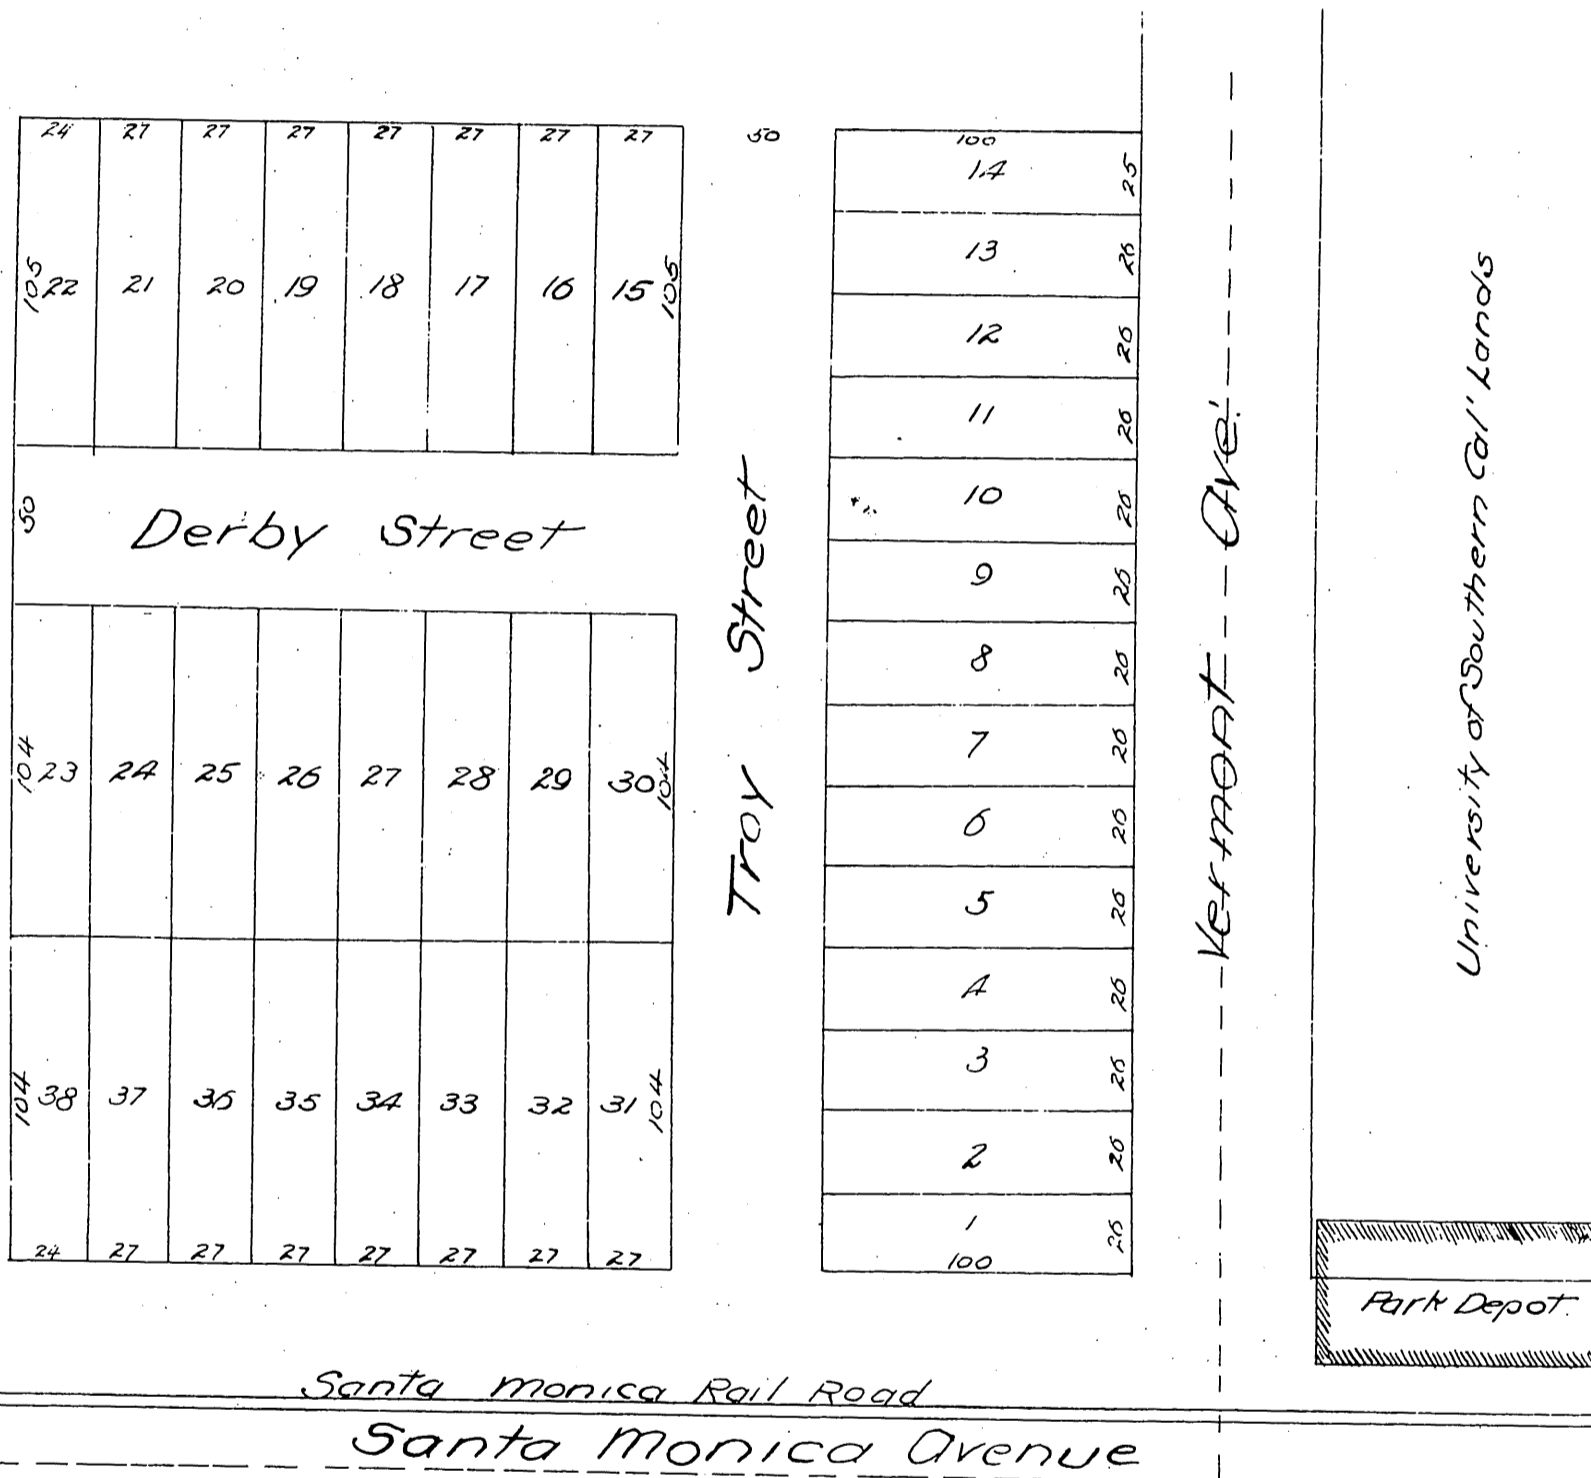 24 27 27 27 27 27 27 27 50 100
14 25
13 26
105 22 21 20 19 18 17 16 15 105
12 26
11 26
10 26
50 Derby Street
9 26
8 26
7 26
104 23 24 25 26 27 28 29 30 104
6 26
5 26
4 26
3 26
104 38 37 36 35 34 33 32 31 104
2 26
1 26
24 27 27 27 27 27 27 27 100
Troy Street
Vermont Ave.
University of Southern Cal' Lands
Park Depot.
Santa Monica Rail Road
Santa Monica Avenue